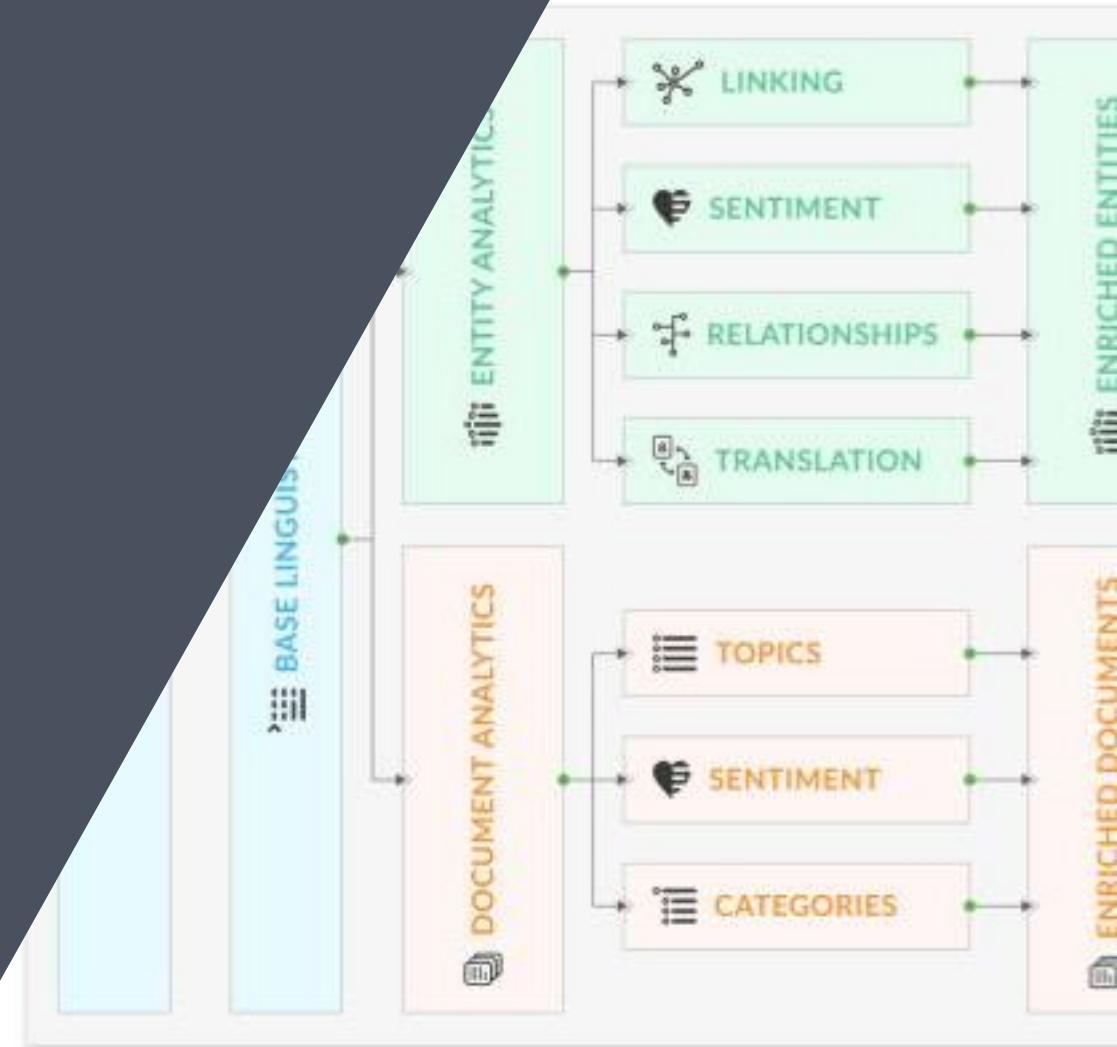 BASE LINGUIS
ENTITY ANALYTICS
LINKING
SENTIMENT
RELATIONSHIPS
TRANSLATION
ENRICHED ENTITIES
DOCUMENT ANALYTICS
TOPICS
SENTIMENT
CATEGORIES
ENRICHED DOCUMENTS